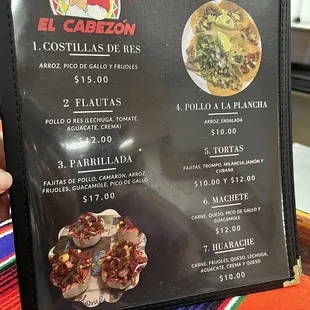 EL CABEZÓN
1. COSTILLAS DE RES
ARROZ, PICO DE GALLO Y FRIJOLES
$15.00
2 FLAUTAS
POLLO O RES (LECHUGA, TOMATE,
AGUACATE, CREMA)
$12.00
3. PARRILLADA
FAJITAS DE POLLO, CAMARON, ARROZ,
FRIJOLES, GUACAMOLE, PICO DE GALLO
$17.00
4. POLLO A LA PLANCHA
ARROZ, ENSALADA
$10.00
5. TORTAS
FAJITAS, TROMPO, MILANESA,JAMÓN Y
CUBANA
$10.00 Y $12.00
6. MACHETE
CARNE, QUESO, PICO DE GALLO Y
GUACAMOLE
$12.00
7. HUARACHE
CARNE, FRIJOLES, QUESO, LECHUGA,
AGUACATE, CREMA Y QUESO
$10.00